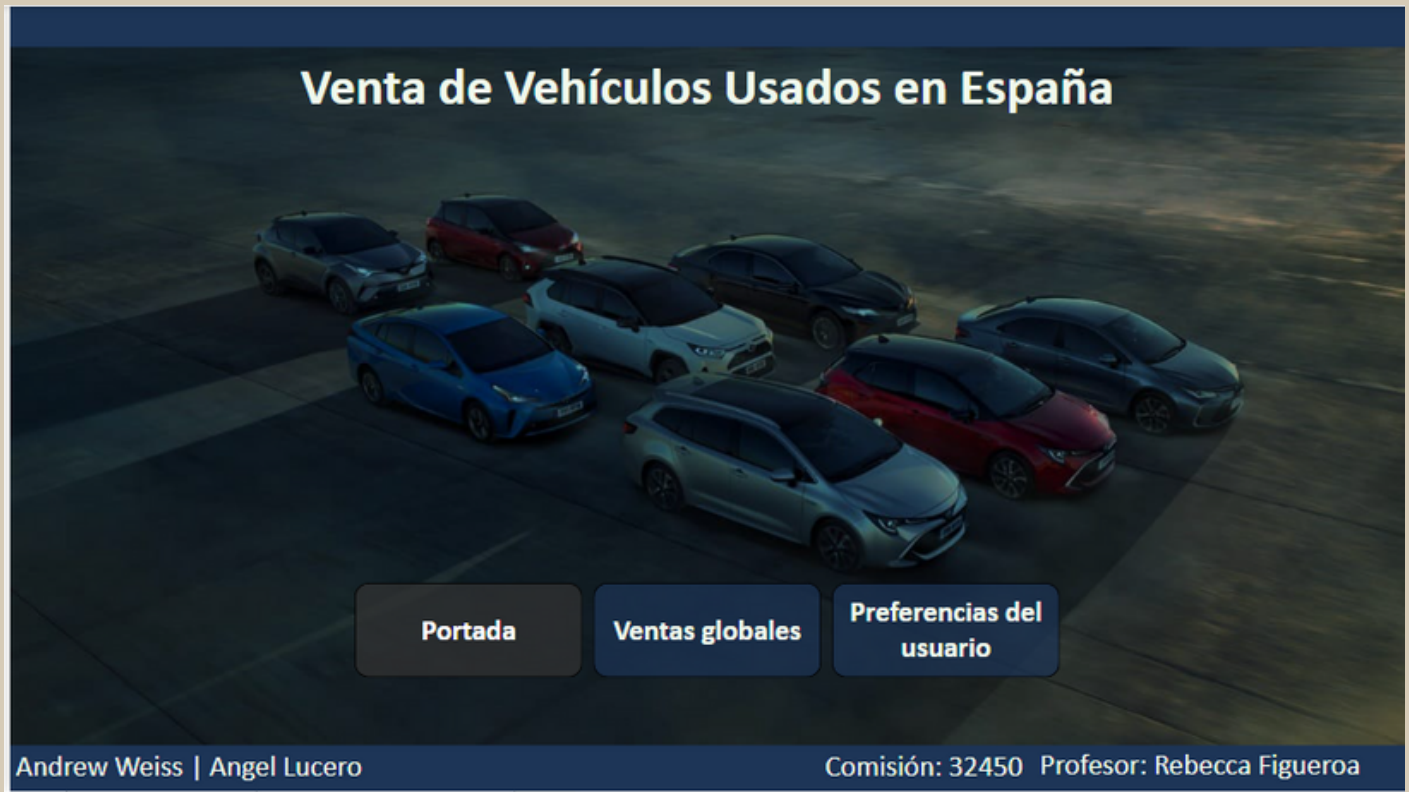 Venta de Vehículos Usados en España
Portada
Ventas globales
Preferencias del
usuario
Andrew Weiss | Angel Lucero
Comisión: 32450 Profesor: Rebecca Figueroa